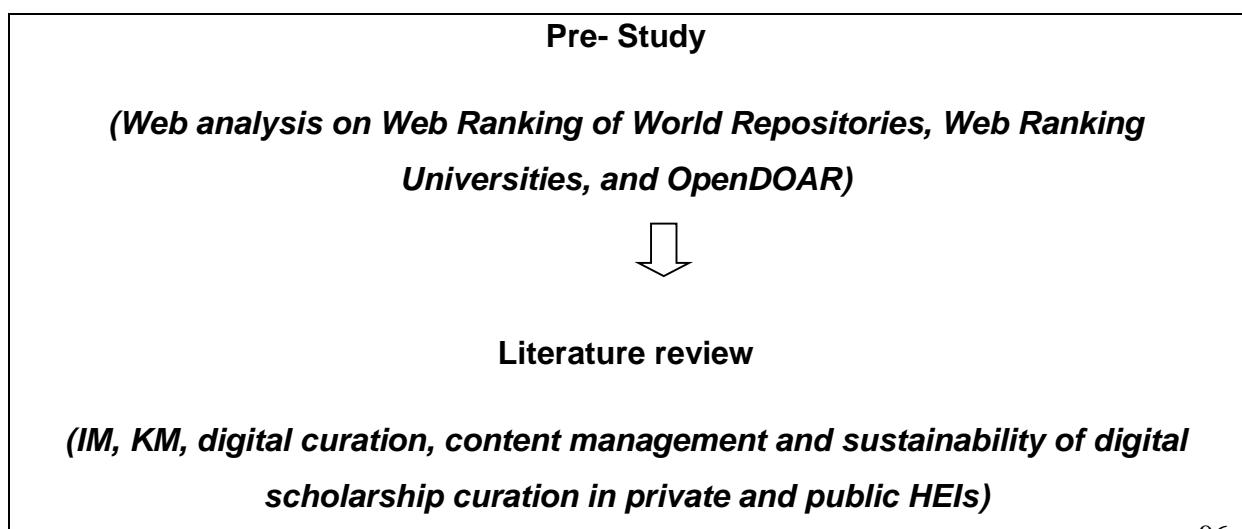 Pre- Study
(Web analysis on Web Ranking of World Repositories, Web Ranking
Universities, and OpenDOAR)
Literature review
(IM, KM, digital curation, content management and sustainability of digital
scholarship curation in private and public HEIs)